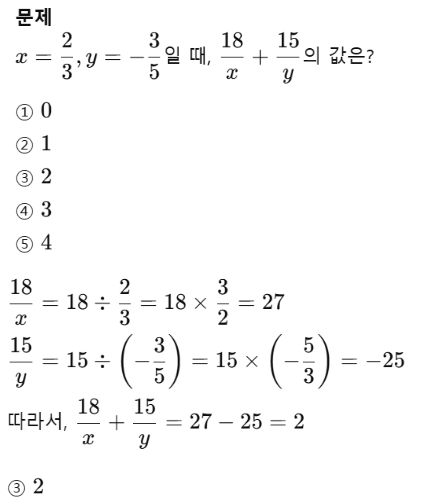 문제
x = 2/3, y = −3/5일 때, 18/x + 15/y의 값은?
① 0
② 1
③ 2
④ 3
⑤ 4
18/x = 18 ÷ 2/3 = 18 × 3/2 = 27
15/y = 15 ÷ (−3/5) = 15 × (−5/3) = −25
따라서, 18/x + 15/y = 27 − 25 = 2
③ 2